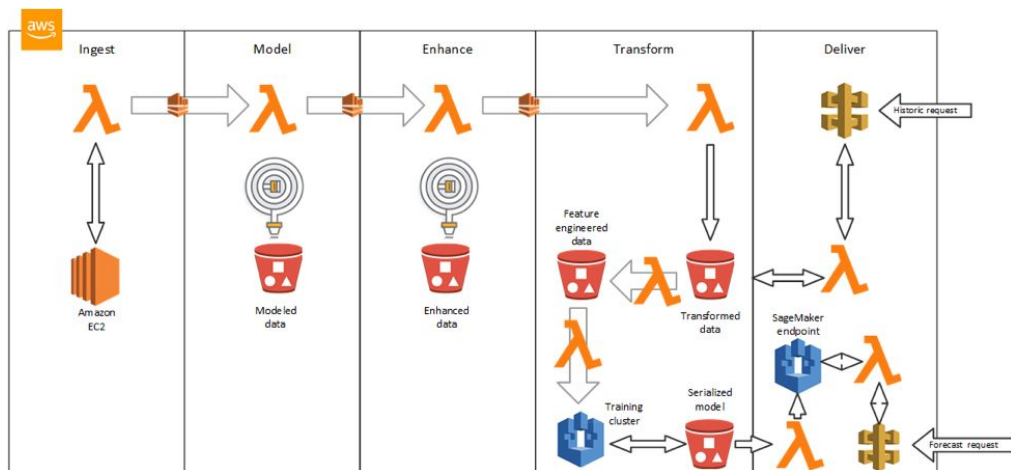 aws
Ingest
Model
Enhance
Transform
Deliver
Historic request
Feature
engineered
data
Amazon
EC2
Modeled
data
Enhanced
data
Transformed
data
SageMaker
endpoint
Training
cluster
Serialized
model
Forecast request